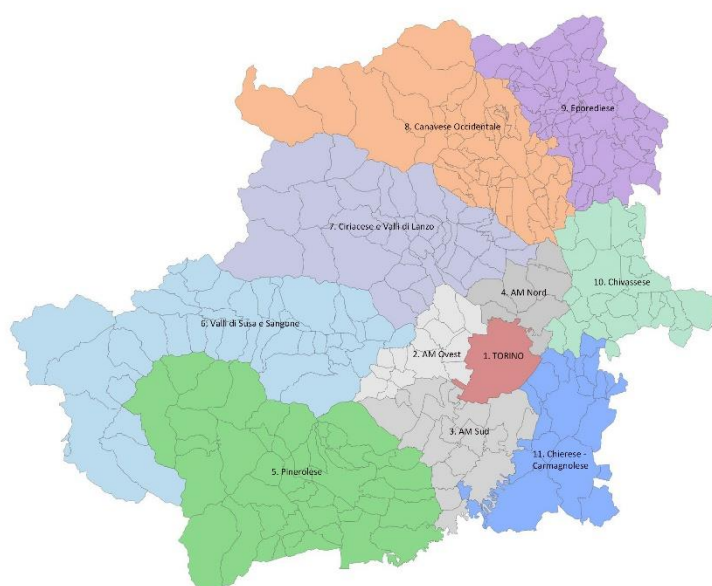 9. Eporediese
8. Canavese Occidentale
7. Ciriacese e Valli di Lanzo
10. Chivassese
4. AM Nord
6. Valli di Susa e Sangone
2. AM Ovest
1. TORINO
3. AM Sud
11. Chierese -
Carmagnolese
5. Pinerolese